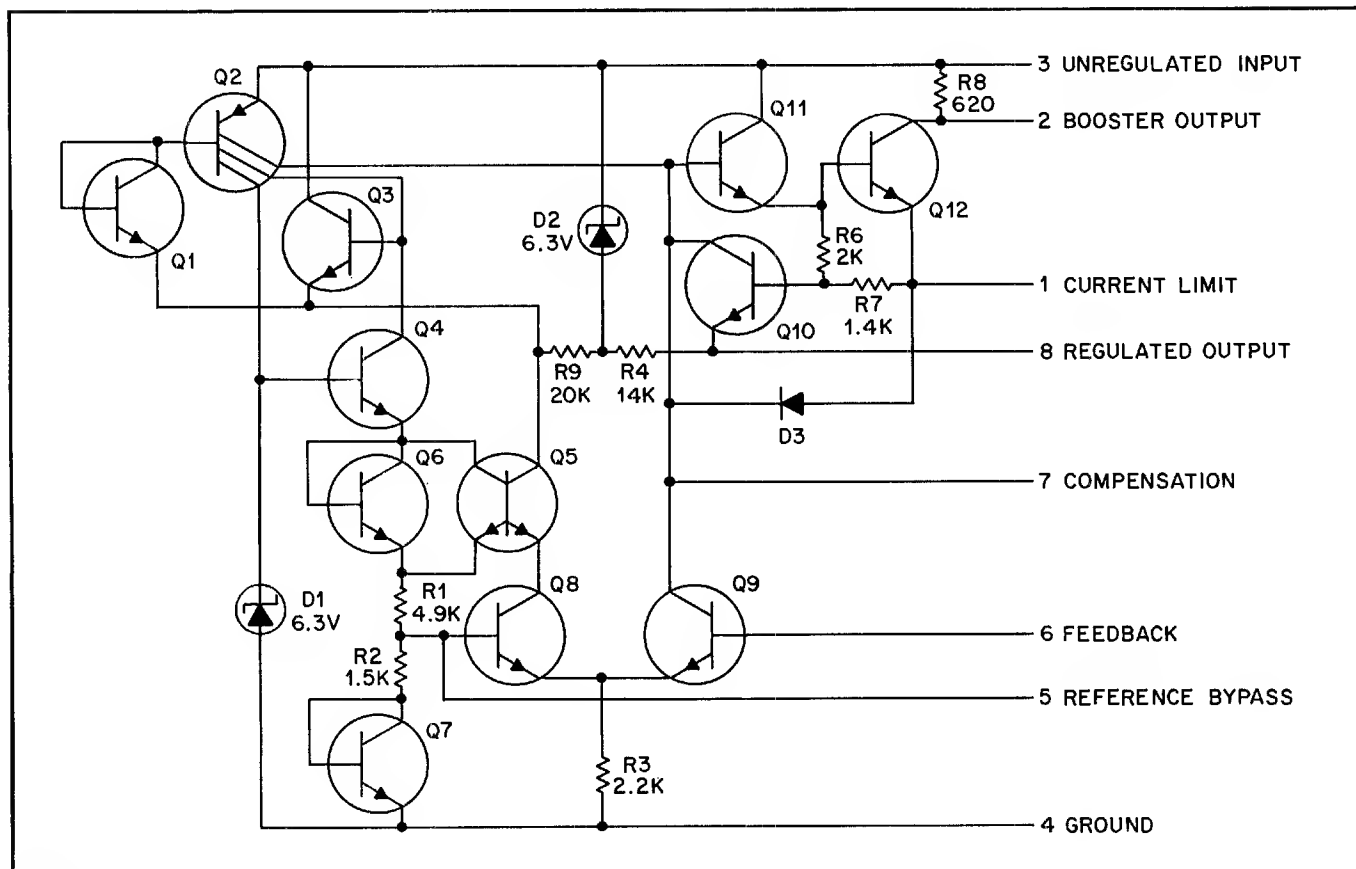 3 UNREGULATED INPUT
Q2
R8
620
Q11
2 BOOSTER OUTPUT
Q3
D2
6.3V
Q12
Q1
R6
2K
1 CURRENT LIMIT
R7
1.4K
Q10
Q4
8 REGULATED OUTPUT
R9
20K
R4
14K
D3
Q6
Q5
7 COMPENSATION
D1
6.3V
R1
4.9K
Q8
Q9
6 FEEDBACK
R2
1.5K
5 REFERENCE BYPASS
Q7
R3
2.2K
4 GROUND